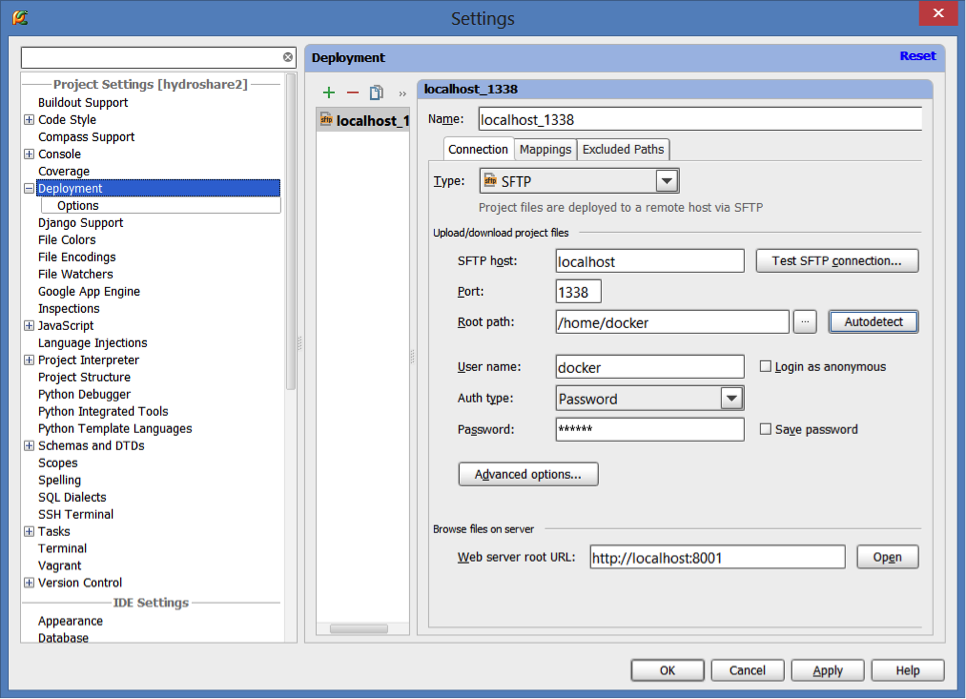 Settings
Project Settings [hydroshare2]
Buildout Support
Code Style
Compass Support
Console
Coverage
Deployment
Options
Django Support
File Colors
File Encodings
File Watchers
Google App Engine
Inspections
JavaScript
Language Injections
Project Interpreter
Project Structure
Python Debugger
Python Integrated Tools
Python Template Languages
Schemas and DTDs
Scopes
Spelling
SQL Dialects
SSH Terminal
Tasks
Terminal
Vagrant
Version Control
IDE Settings
Appearance
Database
Deployment
Reset
sftp localhost_1
localhost_1338
Name: localhost_1338
Connection Mappings Excluded Paths
Type: sftp SFTP
Project files are deployed to a remote host via SFTP
Upload/download project files
SFTP host: localhost Test SFTP connection...
Port: 1338
Root path: /home/docker ... Autodetect
User name: docker Login as anonymous
Auth type: Password
Password: ****** Save password
Advanced options...
Browse files on server
Web server root URL: http://localhost:8001 Open
OK Cancel Apply Help